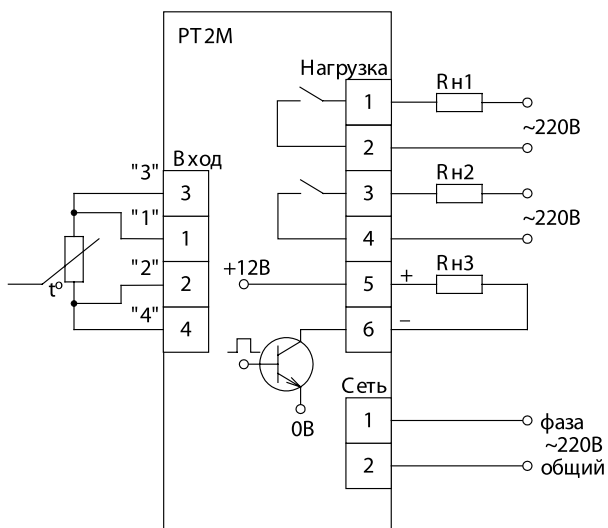 РТ2М
Нагрузка
1
Rн1
~220В
2
Вход
"3"
3
3
Rн2
~220В
"1"
1
4
"2"
2
+12В
5
+
Rн3
t°
"4"
4
6
–
0В
Сеть
1
фаза
~220В
2
общий